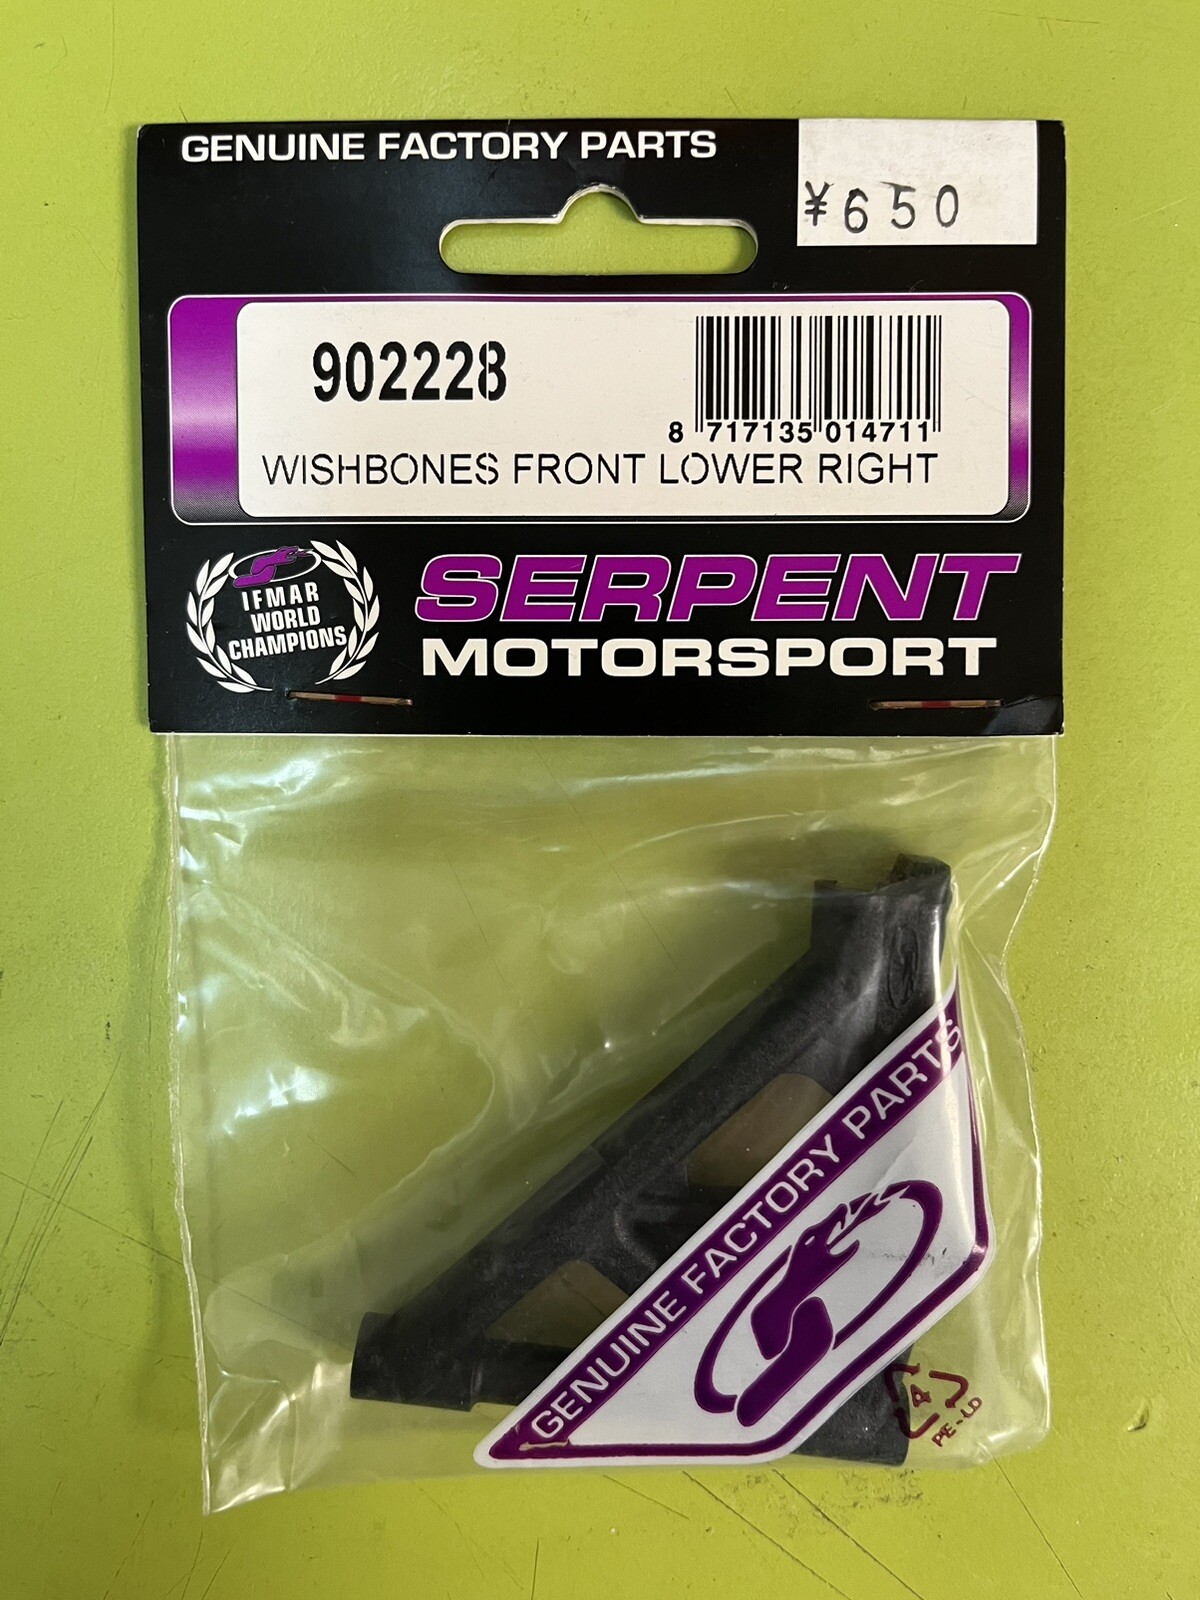 GENUINE FACTORY PARTS
¥650
902228
8 717135 014711
WISHBONES FRONT LOWER RIGHT
IFMAR
WORLD
CHAMPIONS
SERPENT
MOTORSPORT
GENUINE FACTORY PARTS
4
PE-LD